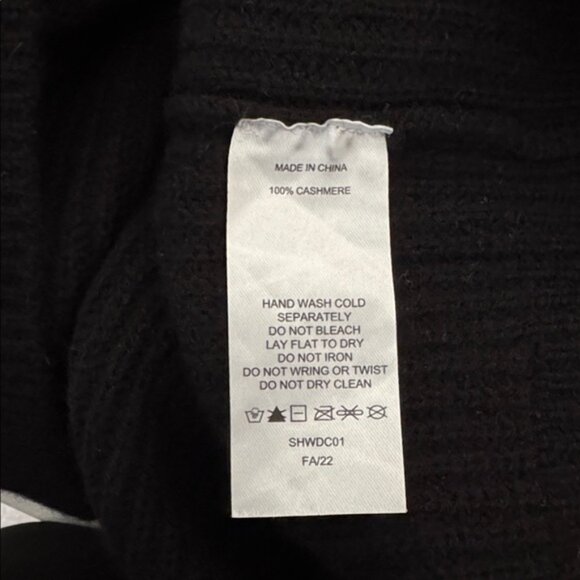 MADE IN CHINA
100% CASHMERE
HAND WASH COLD
SEPARATELY
DO NOT BLEACH
LAY FLAT TO DRY
DO NOT IRON
DO NOT WRING OR TWIST
DO NOT DRY CLEAN
SHWDC01
FA/22